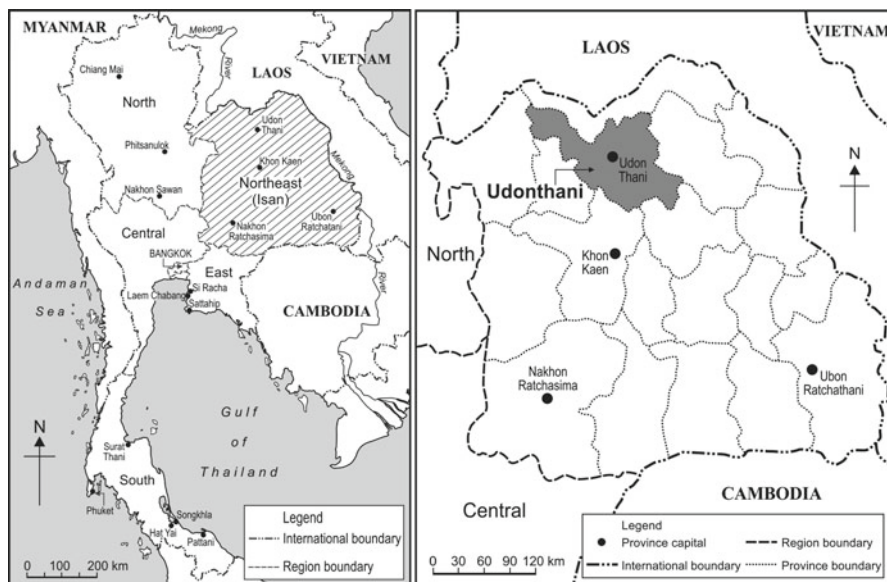 MYANMAR
Mekong
River
LAOS
VIETNAM
Chiang Mai
North
Udon
Thani
Phitsanulok
Khon Kaen
Mekong
Northeast
(Isan)
Nakhon Sawan
Nakhon
Ratchasima
Ubon
Ratchatani
Central
BANGKOK
East
Si Racha
Laem Chabang
Sattahip
River
CAMBODIA
Andaman
Sea
Gulf
of
Thailand
N
Surat
Thani
South
Phuket
Songkhla
Hat Yai
Pattani
Legend
International boundary
Region boundary
0 100 200 km
LAOS
VIETNAM
N
Udon
Thani
Udonthani
North
Khon
Kaen
Nakhon
Ratchasima
Ubon
Ratchathani
Central
CAMBODIA
0 30 60 90 120 km
Legend
Province capital
Region boundary
International boundary
Province boundary